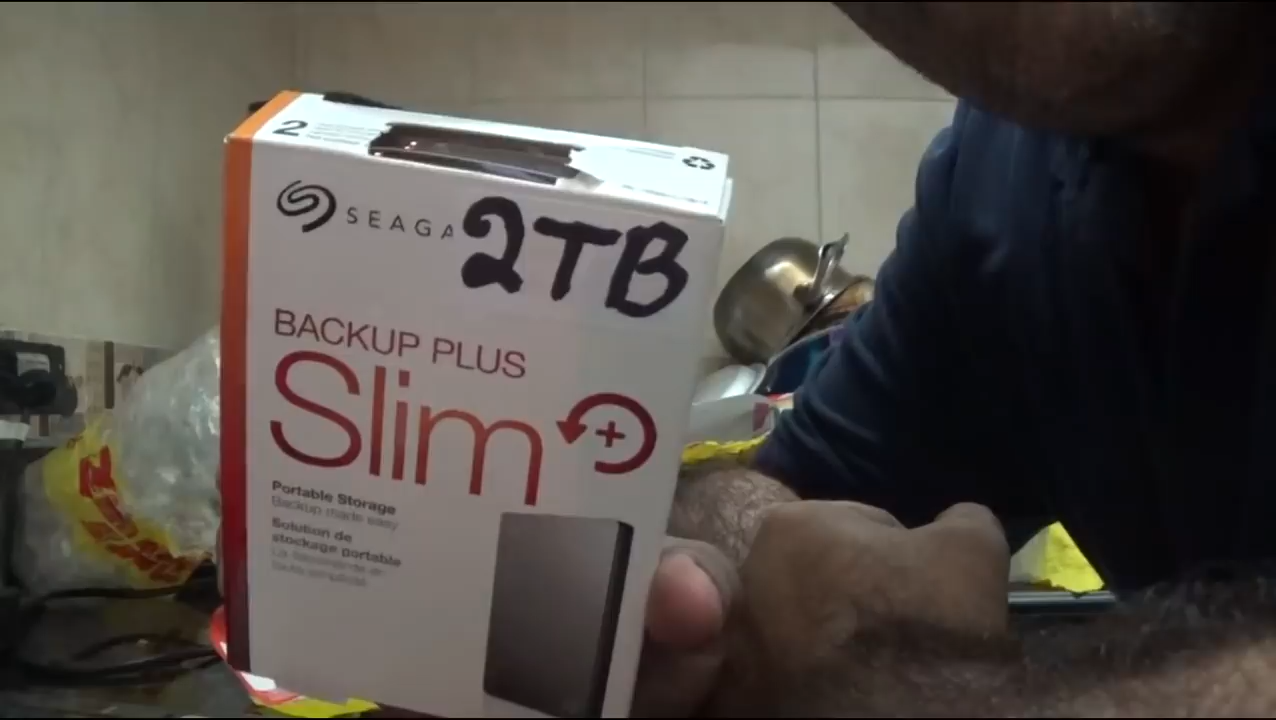 2
SEAGA
2TB
BACKUP PLUS
Slim
Portable Storage
Backup made easy
Solution de
stockage portable